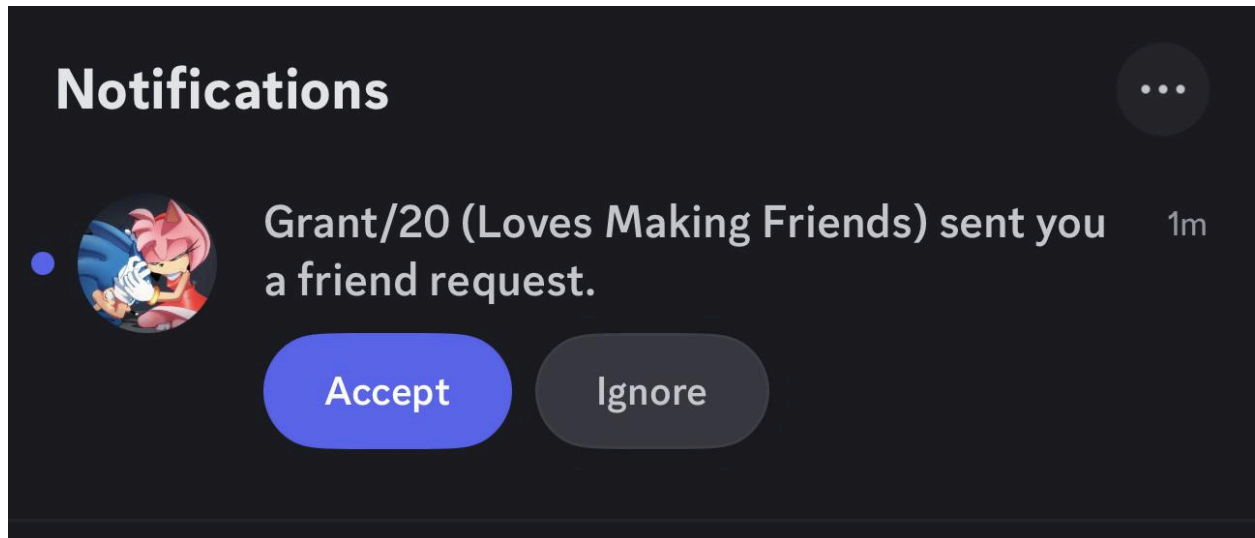 Notifications
Grant/20 (Loves Making Friends) sent you
1m
a friend request.
Accept
Ignore